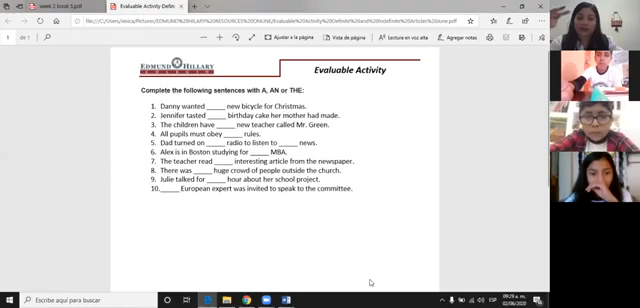 week 2 book 5.pdf
Evaluable Activity Defin
Ajustar a la página
Vista de página
Lectura en voz alta
Agregar notas
1
de 1
EDMUND HILLARY
Evaluable Activity
Complete the following sentences with A, AN or THE:
1. Danny wanted _____ new bicycle for Christmas.
2. Jennifer tasted _____ birthday cake her mother had made.
3. The children have _____ new teacher called Mr. Green.
4. All pupils must obey _____ rules.
5. Dad turned on _____ radio to listen to _____ news.
6. Alex is in Boston studying for _____ MBA.
7. The teacher read _____ interesting article from the newspaper.
8. There was _____ huge crowd of people outside the church.
9. Julie talked for _____ hour about her school project.
10. _____ European expert was invited to speak to the committee.
Escribe aquí para buscar
ESP
09:29 a. m.
02/06/2020